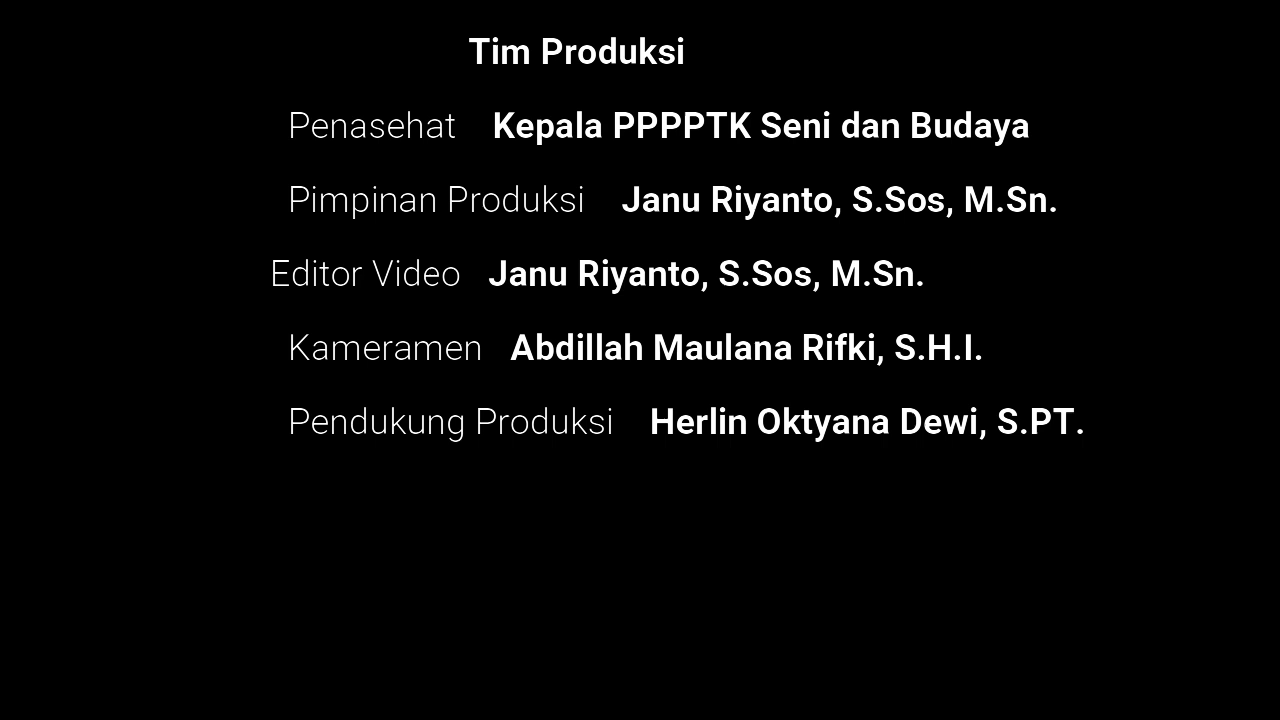 Tim Produksi
Penasehat Kepala PPPPTK Seni dan Budaya
Pimpinan Produksi Janu Riyanto, S.Sos, M.Sn.
Editor Video Janu Riyanto, S.Sos, M.Sn.
Kameramen Abdillah Maulana Rifki, S.H.I.
Pendukung Produksi Herlin Oktyana Dewi, S.PT.